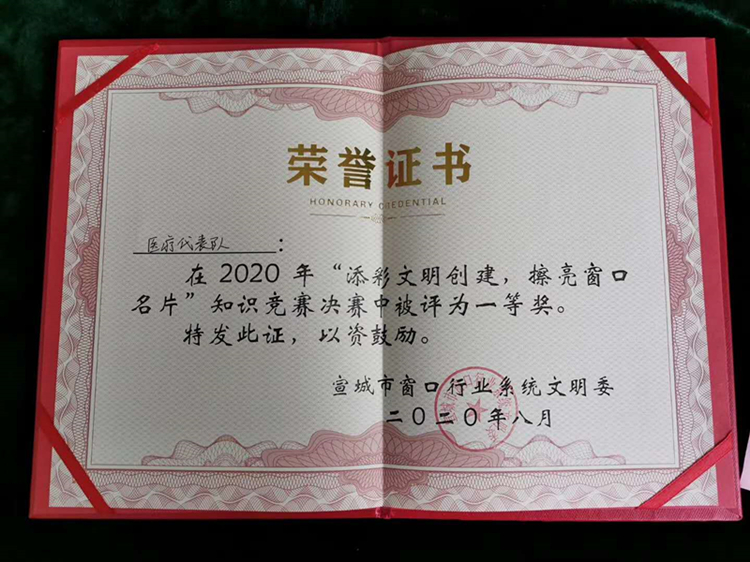 荣誉证书
HONORARY CREDENTIAL
医疗代表队：
在 2020 年“添彩文明创建，擦亮窗口
名片”知识竞赛决赛中被评为一等奖。
特发此证，以资鼓励。
宣城市窗口行业系统文明委
二〇二〇年八月